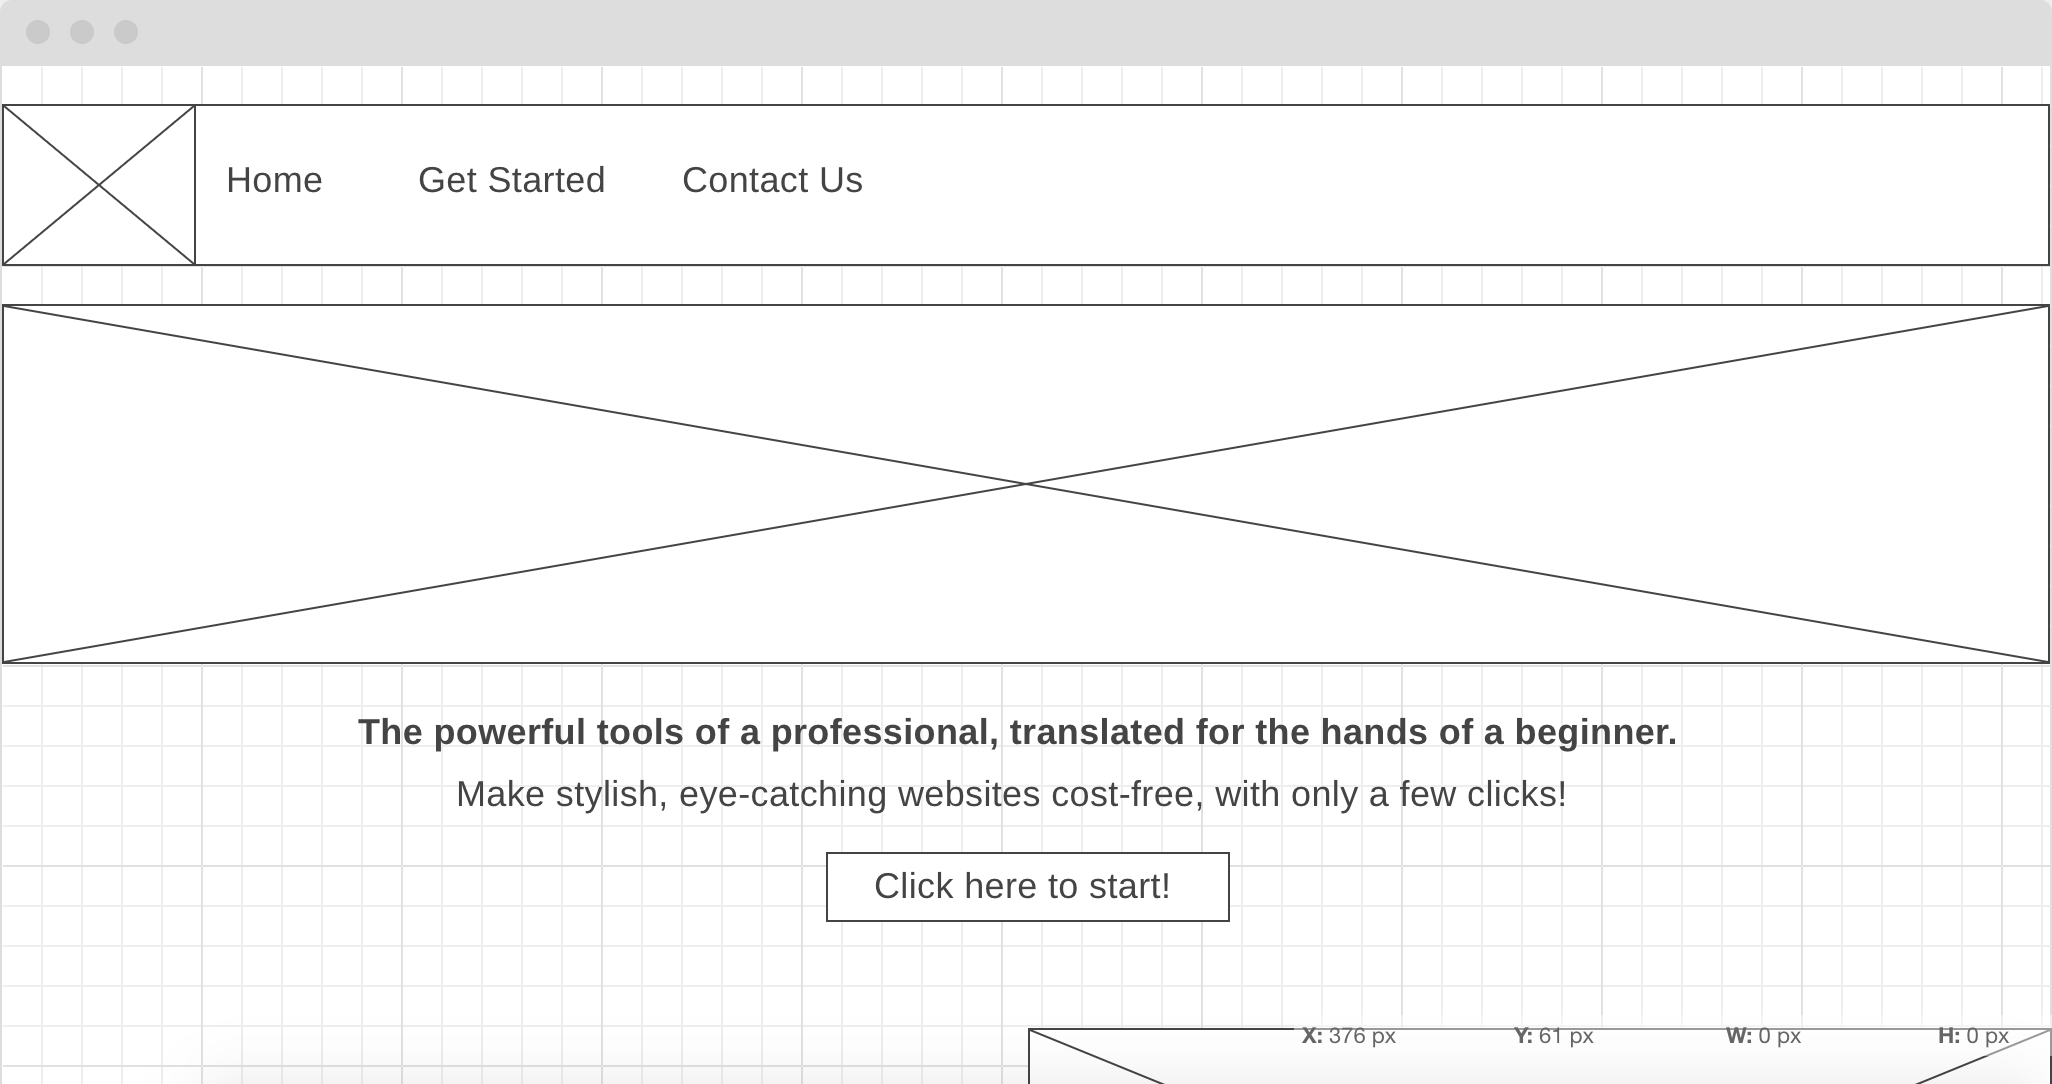 Home Get Started Contact Us
The powerful tools of a professional, translated for the hands of a beginner.
Make stylish, eye-catching websites cost-free, with only a few clicks!
Click here to start!
X: 376 px Y: 61 px W: 0 px H: 0 px